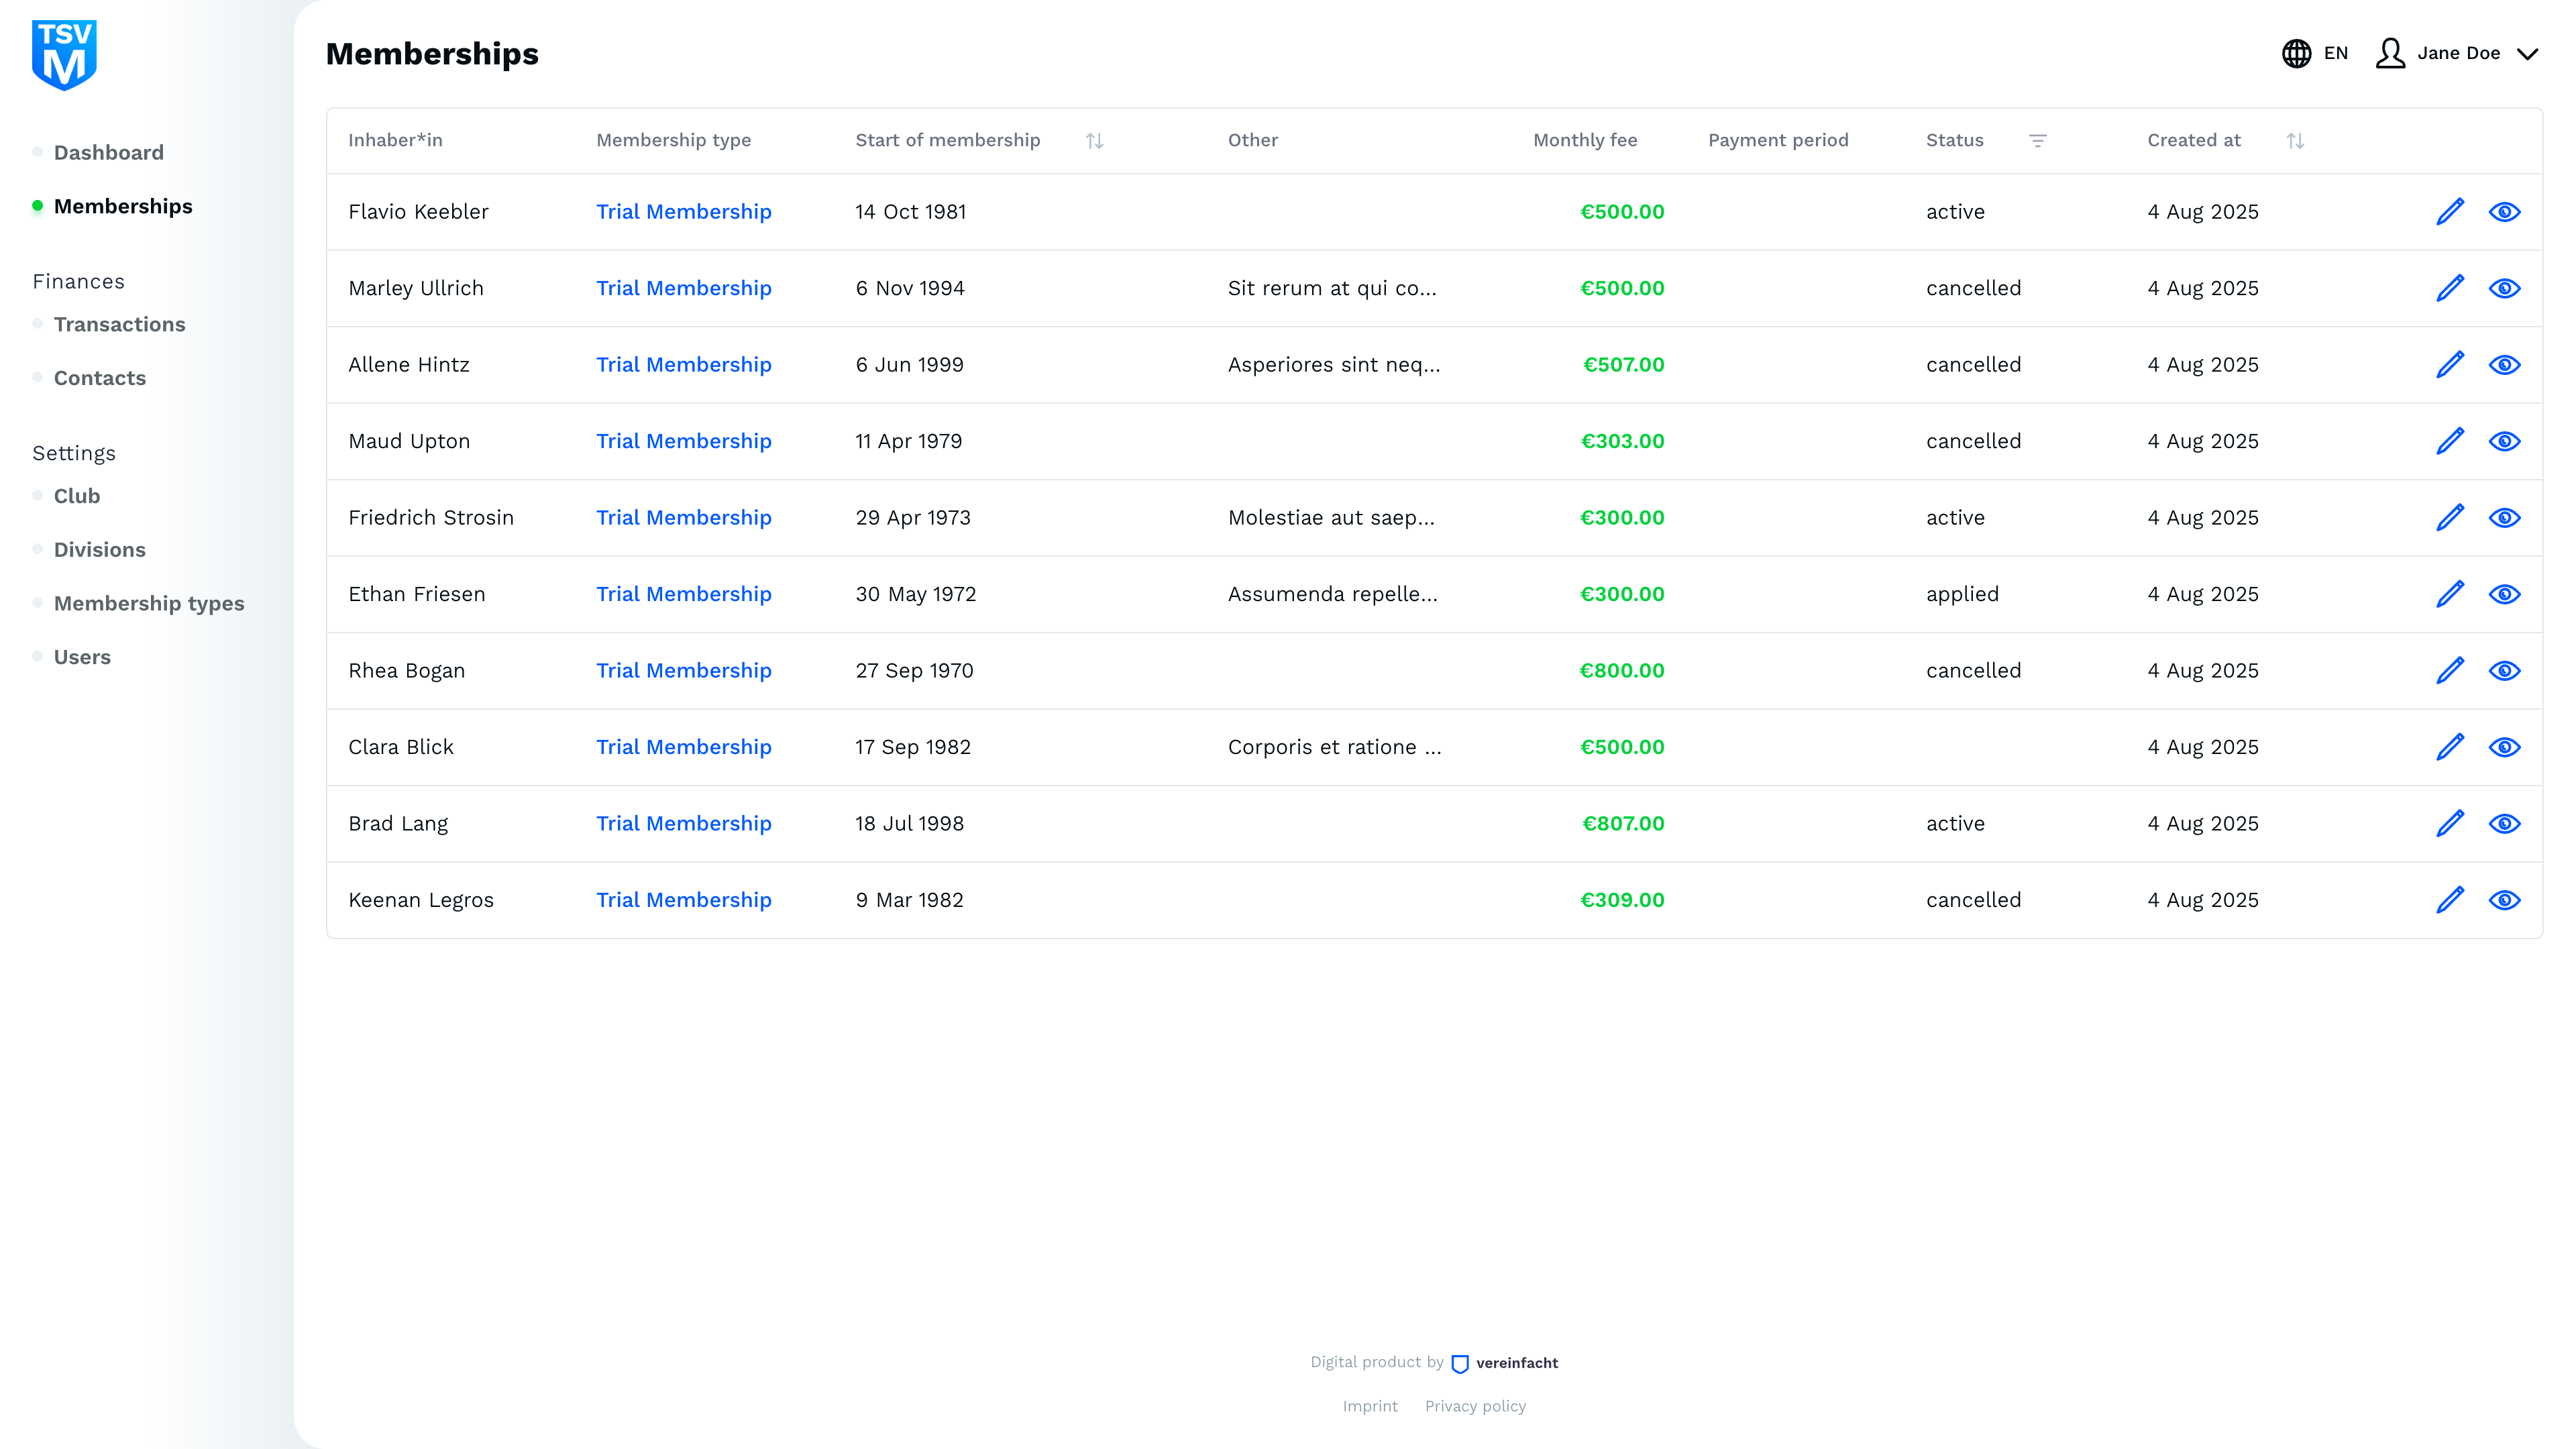 TSV
M
Memberships
EN
Jane Doe
Dashboard
Memberships
Finances
Transactions
Contacts
Settings
Club
Divisions
Membership types
Users
Inhaber*in Membership type Start of membership Other Monthly fee Payment period Status Created at
Flavio Keebler Trial Membership 14 Oct 1981 €500.00 active 4 Aug 2025
Marley Ullrich Trial Membership 6 Nov 1994 Sit rerum at qui co... €500.00 cancelled 4 Aug 2025
Allene Hintz Trial Membership 6 Jun 1999 Asperiores sint neq... €507.00 cancelled 4 Aug 2025
Maud Upton Trial Membership 11 Apr 1979 €303.00 cancelled 4 Aug 2025
Friedrich Strosin Trial Membership 29 Apr 1973 Molestiae aut saep... €300.00 active 4 Aug 2025
Ethan Friesen Trial Membership 30 May 1972 Assumenda repelle... €300.00 applied 4 Aug 2025
Rhea Bogan Trial Membership 27 Sep 1970 €800.00 cancelled 4 Aug 2025
Clara Blick Trial Membership 17 Sep 1982 Corporis et ratione ... €500.00 4 Aug 2025
Brad Lang Trial Membership 18 Jul 1998 €807.00 active 4 Aug 2025
Keenan Legros Trial Membership 9 Mar 1982 €309.00 cancelled 4 Aug 2025
Digital product by vereinfacht
Imprint Privacy policy